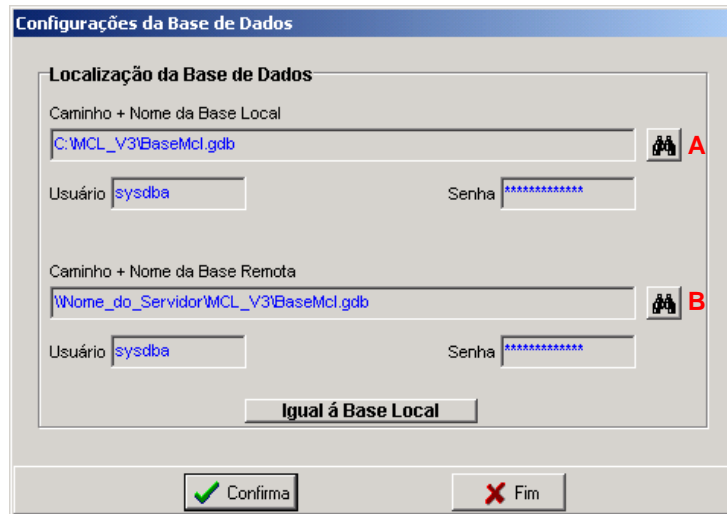 Configurações da Base de Dados
Localização da Base de Dados
Caminho + Nome da Base Local
C:\MCL_V3\BaseMcl.gdb A
Usuário sysdba Senha *************
Caminho + Nome da Base Remota
\\Nome_do_Servidor\MCL_V3\BaseMcl.gdb B
Usuário sysdba Senha *************
Igual á Base Local
Confirma Fim